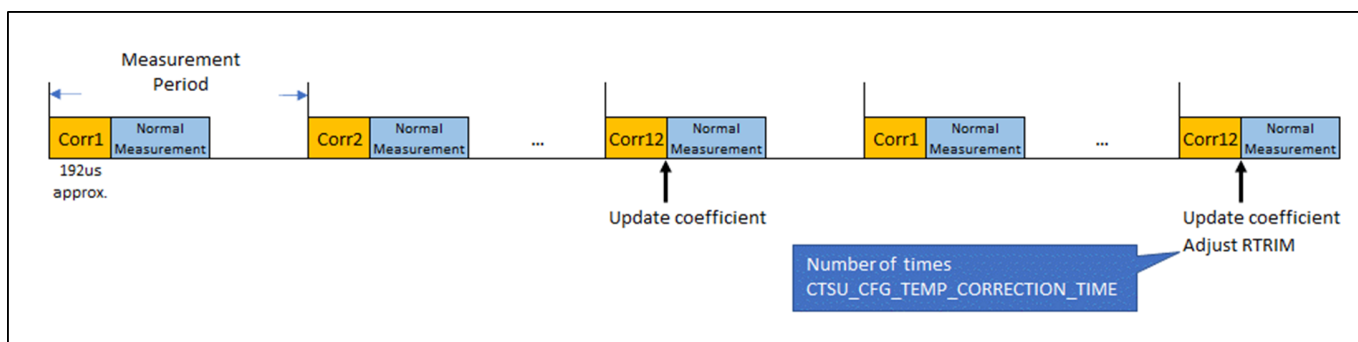 Measurement
Period
Corr1
Normal
Measurement
Corr2
Normal
Measurement
...
Corr12
Normal
Measurement
Corr1
Normal
Measurement
...
Corr12
Normal
Measurement
192us
approx.
Update coefficient
Update coefficient
Adjust RTRIM
Number of times
CTSU_CFG_TEMP_CORRECTION_TIME